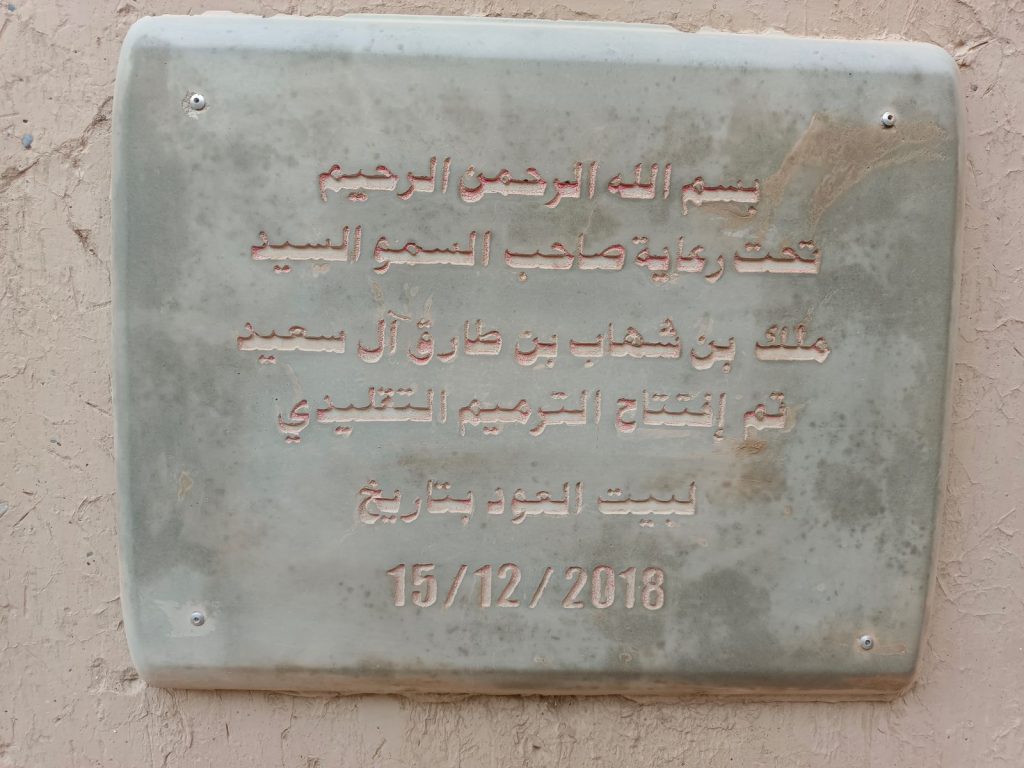 بسم الله الرحمن الرحيم
تحت رعاية صاحب السمو السيد
ملك بن شهاب بن طارق آل سعيد
تم إفتتاح الترميم التقليدي
لبيت العود بتاريخ
15/12/2018